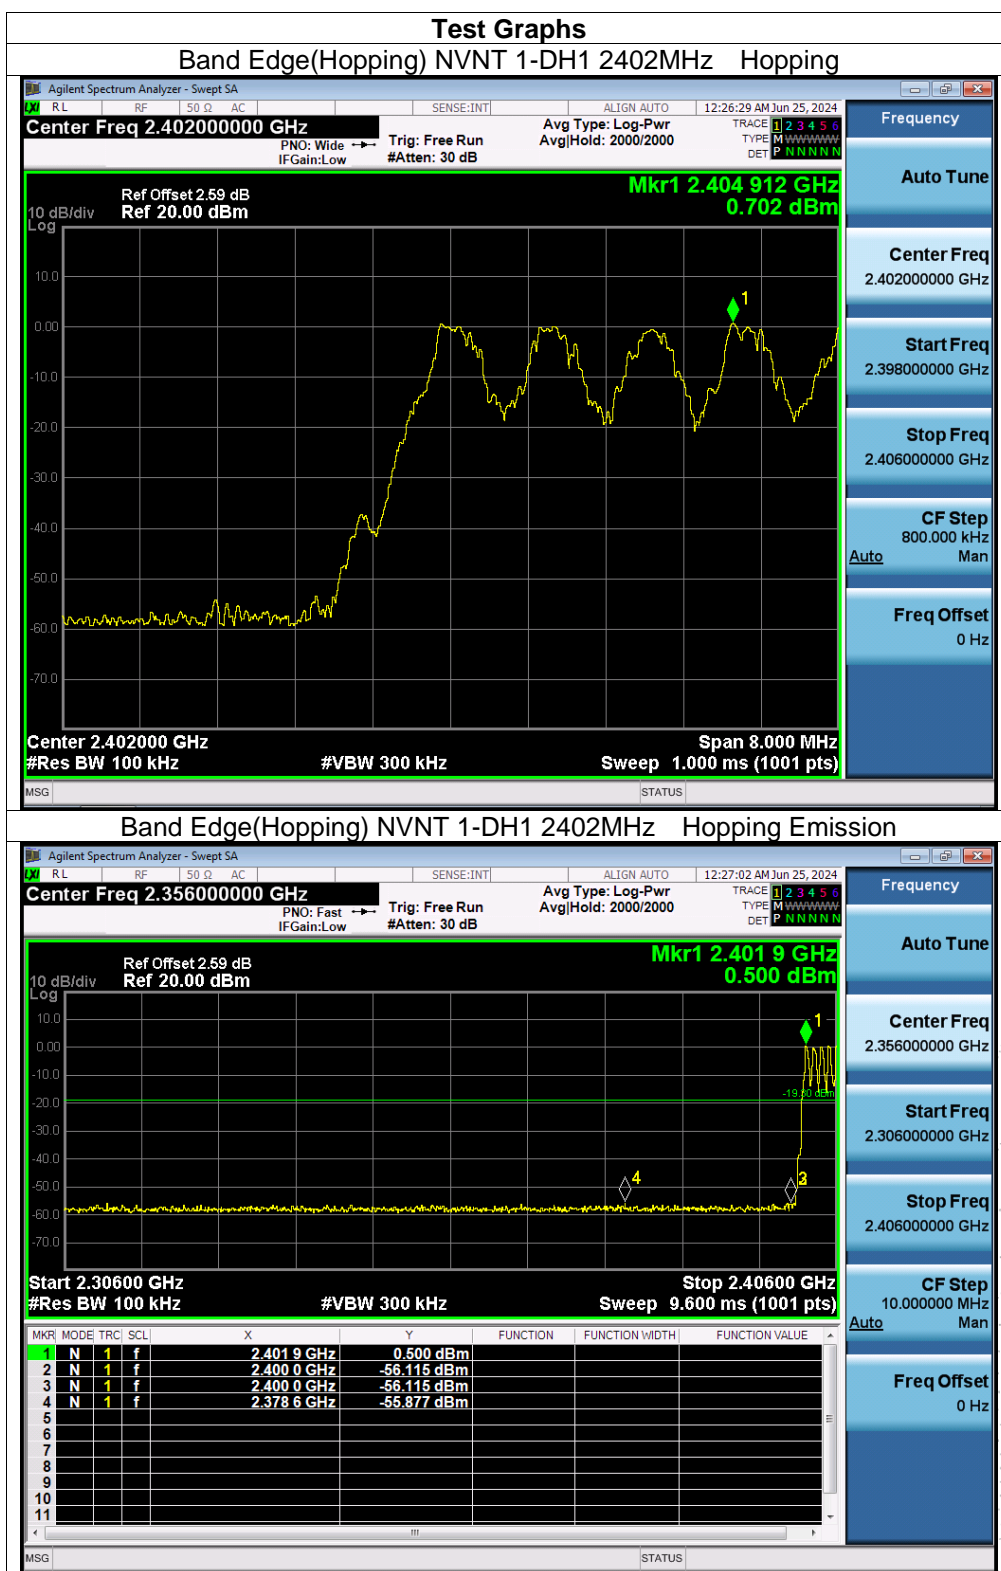 Test Graphs
Band Edge(Hopping) NVNT 1-DH1 2402MHz Hopping
Agilent Spectrum Analyzer - Swept SA
LXI RL RF 50 Ω AC SENSE:INT ALIGN AUTO 12:26:29 AM Jun 25, 2024
Center Freq 2.402000000 GHz
PNO: Wide
IFGain:Low
Trig: Free Run
#Atten: 30 dB
Avg Type: Log-Pwr
Avg|Hold: 2000/2000
TRACE 1 2 3 4 5 6
TYPE M WWWWW
DET P N N N N N
Frequency
Mkr1 2.404 912 GHz
0.702 dBm
Ref Offset 2.59 dB
10 dB/div Ref 20.00 dBm
Log
10.0
0.00
-10.0
-20.0
-30.0
-40.0
-50.0
-60.0
-70.0
1
Center 2.402000 GHz Span 8.000 MHz
#Res BW 100 kHz #VBW 300 kHz Sweep 1.000 ms (1001 pts)
MSG STATUS
Auto Tune
Center Freq
2.402000000 GHz
Start Freq
2.398000000 GHz
Stop Freq
2.406000000 GHz
CF Step
800.000 kHz
Auto Man
Freq Offset
0 Hz
Band Edge(Hopping) NVNT 1-DH1 2402MHz Hopping Emission
Agilent Spectrum Analyzer - Swept SA
LXI RL RF 50 Ω AC SENSE:INT ALIGN AUTO 12:27:02 AM Jun 25, 2024
Center Freq 2.356000000 GHz
PNO: Fast
IFGain:Low
Trig: Free Run
#Atten: 30 dB
Avg Type: Log-Pwr
Avg|Hold: 2000/2000
TRACE 1 2 3 4 5 6
TYPE M WWWWW
DET P N N N N N
Frequency
Mkr1 2.401 9 GHz
0.500 dBm
Ref Offset 2.59 dB
10 dB/div Ref 20.00 dBm
Log
10.0
0.00
-10.0
-20.0
-30.0
-40.0
-50.0
-60.0
-70.0
1
-19.30 dBm
4
3
Start 2.30600 GHz Stop 2.40600 GHz
#Res BW 100 kHz #VBW 300 kHz Sweep 9.600 ms (1001 pts)
MKR MODE TRC SCL X Y FUNCTION FUNCTION WIDTH FUNCTION VALUE
1 N 1 f 2.401 9 GHz 0.500 dBm
2 N 1 f 2.400 0 GHz -56.115 dBm
3 N 1 f 2.400 0 GHz -56.115 dBm
4 N 1 f 2.378 6 GHz -55.877 dBm
5
6
7
8
9
10
11
MSG STATUS
Auto Tune
Center Freq
2.356000000 GHz
Start Freq
2.306000000 GHz
Stop Freq
2.406000000 GHz
CF Step
10.000000 MHz
Auto Man
Freq Offset
0 Hz